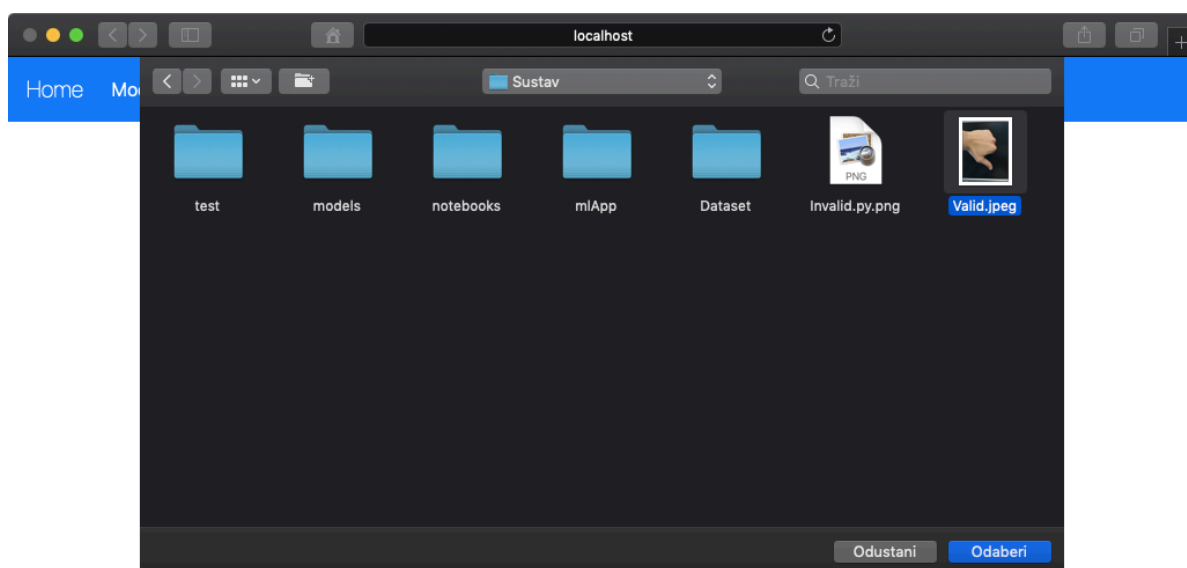 localhost
Home Mo
Sustav
Traži
PNG
test models notebooks mlApp Dataset Invalid.py.png Valid.jpeg
Odustani Odaberi